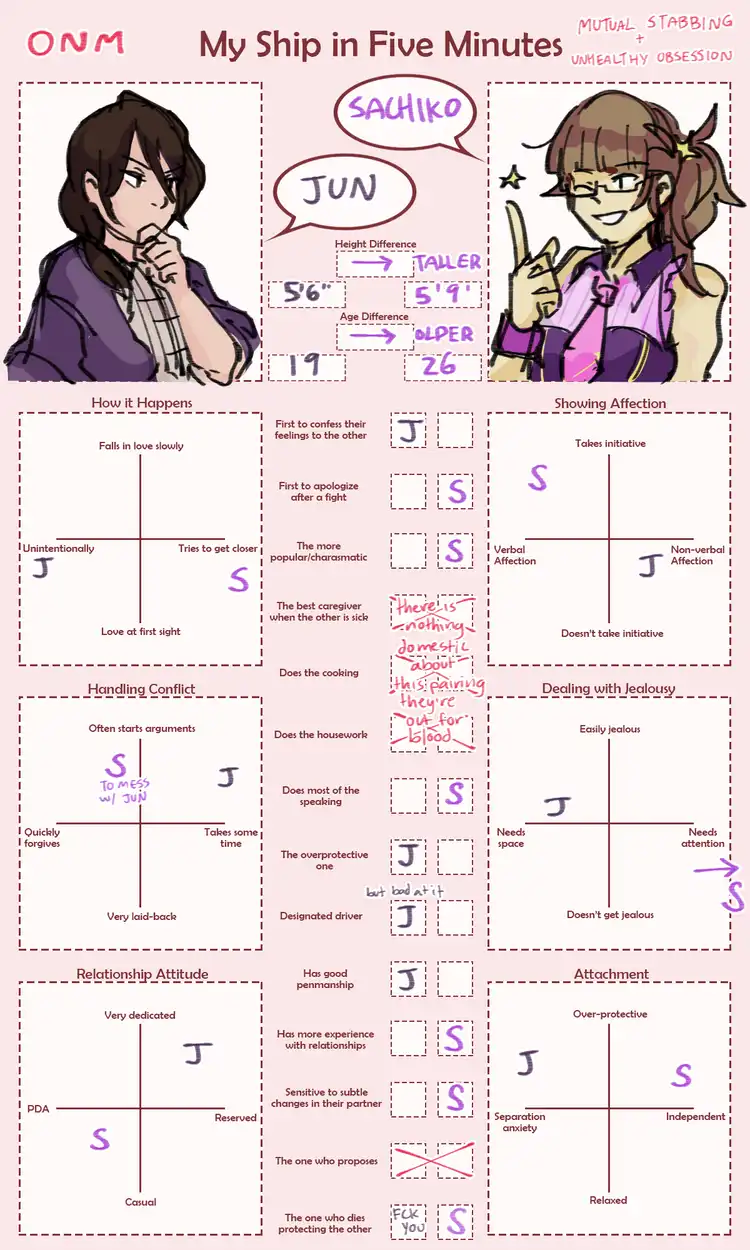 ONM
My Ship in Five Minutes
MUTUAL STABBING
+
UNHEALTHY OBSESSION
SACHIKO
JUN
Height Difference
→ TALLER
5'6"
5'9'
Age Difference
→ OLPER
19
26
How it Happens
Falls in love slowly
Unintentionally
Tries to get closer
J
S
Love at first sight
First to confess their
feelings to the other
J
First to apologize
after a fight
S
The more
popular/charasmatic
S
The best caregiver
when the other is sick
Does the cooking
Does the housework
there is
nothing
domestic
about
this pairing
they're
out for
blood
Does most of the
speaking
S
The overprotective
one
J
but bad at it
Designated driver
J
Has good
penmanship
J
Has more experience
with relationships
S
Sensitive to subtle
changes in their partner
S
The one who proposes
The one who dies
protecting the other
FCK
YOU
S
Showing Affection
Takes initiative
S
Verbal
Affection
Non-verbal
Affection
J
Doesn't take initiative
Handling Conflict
Often starts arguments
S
TO MESS
W/ JUN
J
Quickly
forgives
Takes some
time
Very laid-back
Dealing with Jealousy
Easily jealous
J
Needs
space
Needs
attention
→
S
Doesn't get jealous
Relationship Attitude
Very dedicated
J
PDA
Reserved
S
Casual
Attachment
Over-protective
J
S
Separation
anxiety
Independent
Relaxed